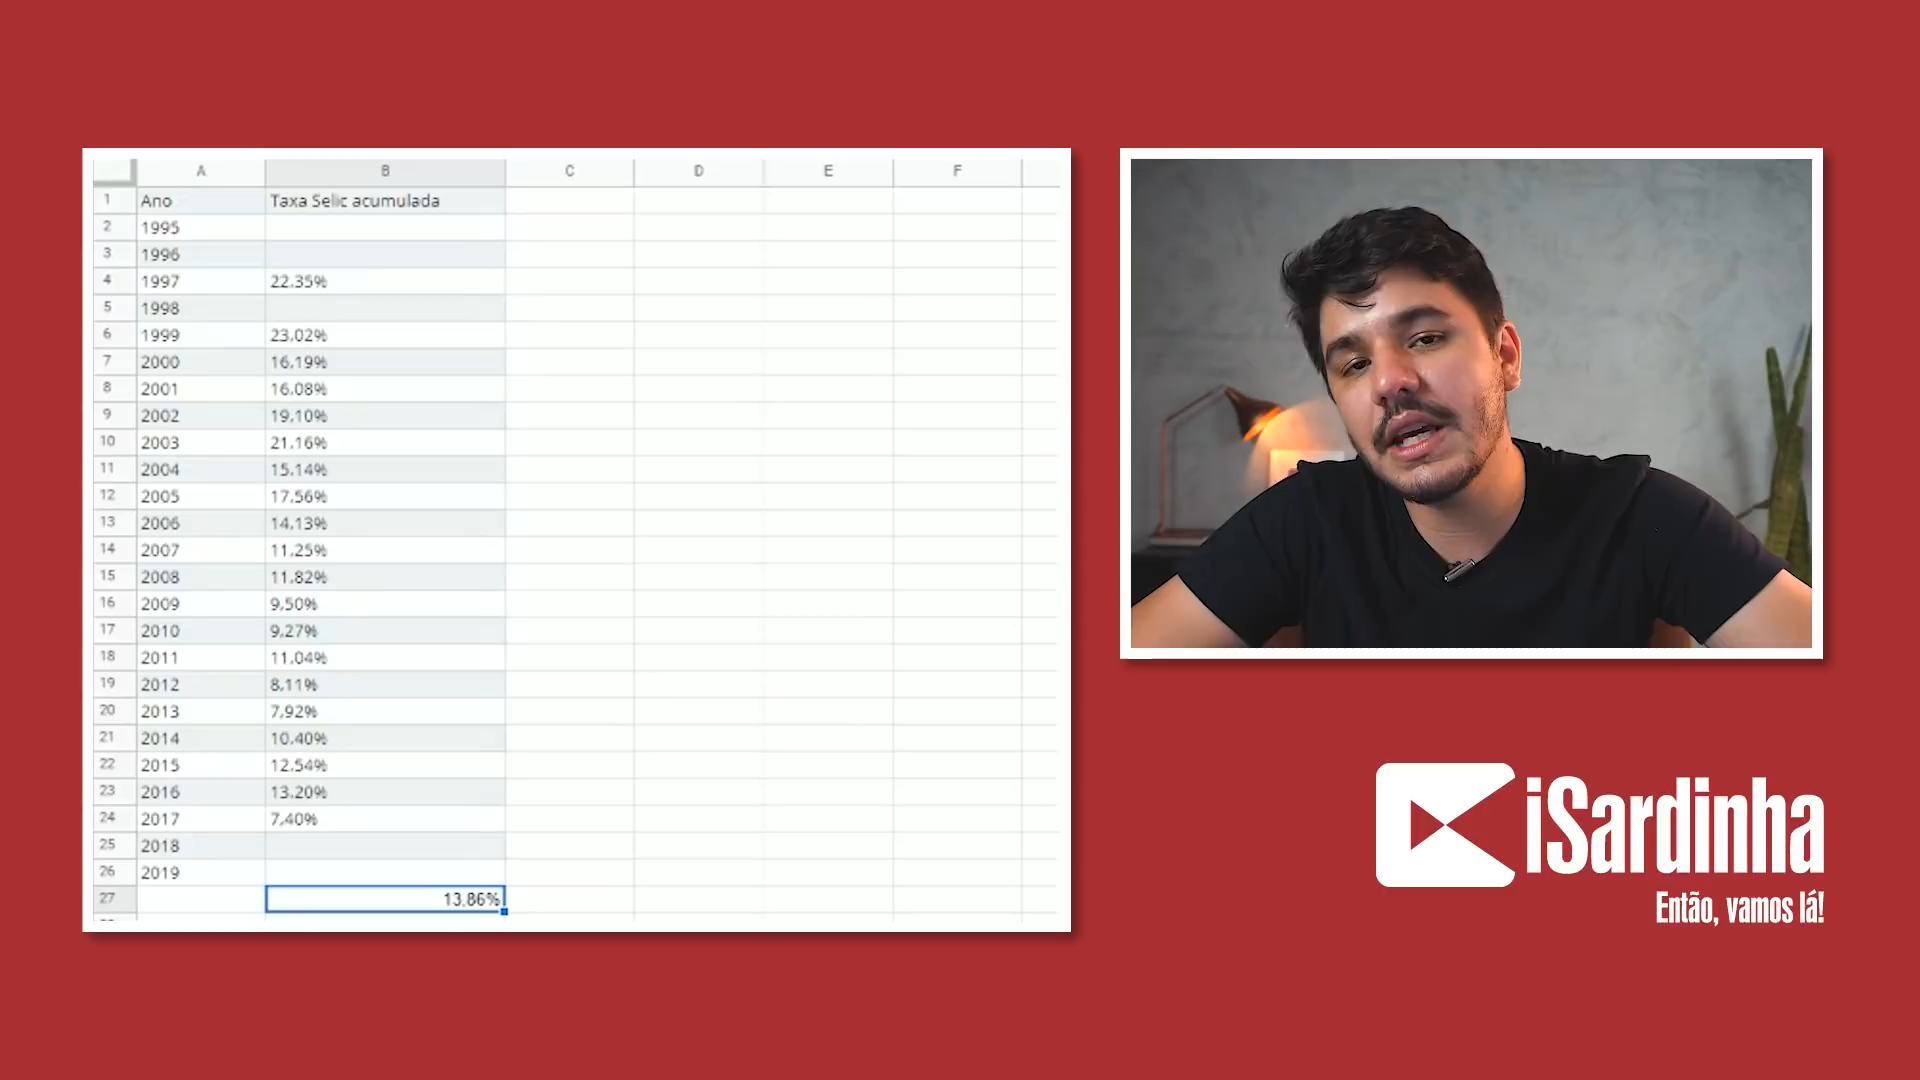 A B C D E F
1 Ano Taxa Selic acumulada
2 1995
3 1996
4 1997 22,35%
5 1998
6 1999 23,02%
7 2000 16,19%
8 2001 16,08%
9 2002 19,10%
10 2003 21,16%
11 2004 15,14%
12 2005 17,56%
13 2006 14,13%
14 2007 11,25%
15 2008 11,82%
16 2009 9,50%
17 2010 9,27%
18 2011 11,04%
19 2012 8,11%
20 2013 7,92%
21 2014 10,40%
22 2015 12,54%
23 2016 13,20%
24 2017 7,40%
25 2018
26 2019
27 13,86%
iSardinha
Então, vamos lá!